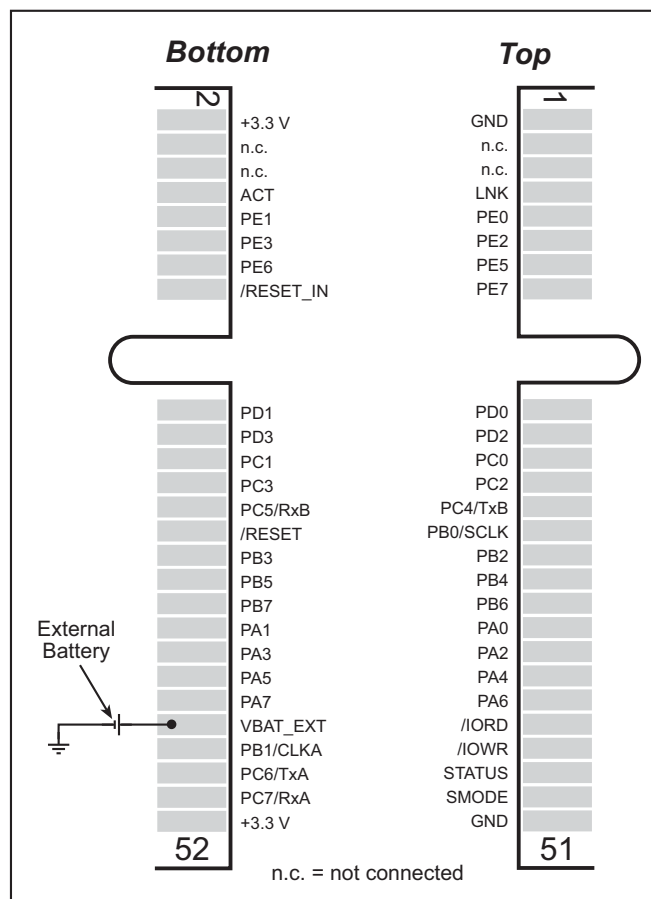 Bottom
Top
2
1
+3.3 V
GND
n.c.
n.c.
n.c.
n.c.
ACT
LNK
PE1
PE0
PE3
PE2
PE6
PE5
/RESET_IN
PE7
PD1
PD0
PD3
PD2
PC1
PC0
PC3
PC2
PC5/RxB
PC4/TxB
/RESET
PB0/SCLK
PB3
PB2
PB5
PB4
PB7
PB6
External
Battery
PA1
PA0
PA3
PA2
PA5
PA4
PA7
PA6
VBAT_EXT
/IORD
PB1/CLKA
/IOWR
PC6/TxA
STATUS
PC7/RxA
SMODE
+3.3 V
GND
52
51
n.c. = not connected